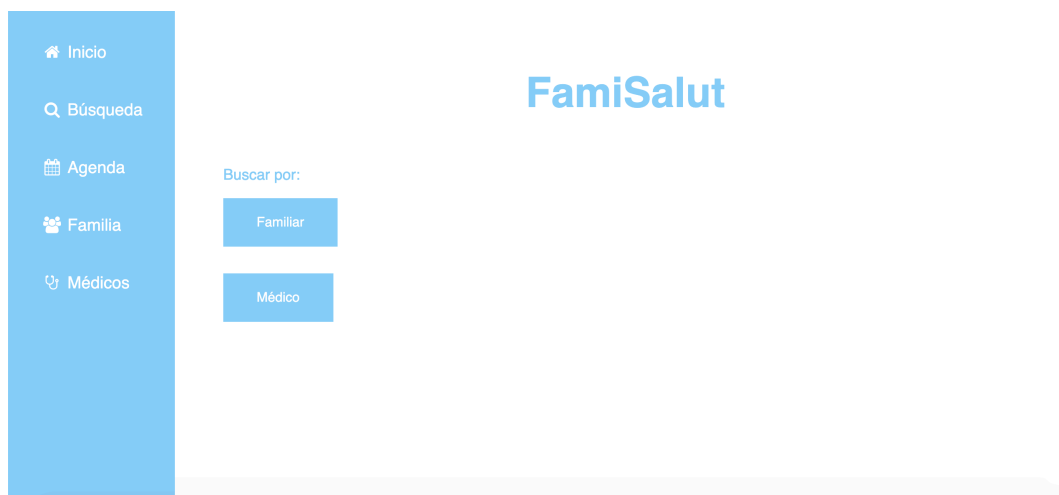 Inicio
Búsqueda
Agenda
Familia
Médicos
FamiSalut
Buscar por:
Familiar
Médico